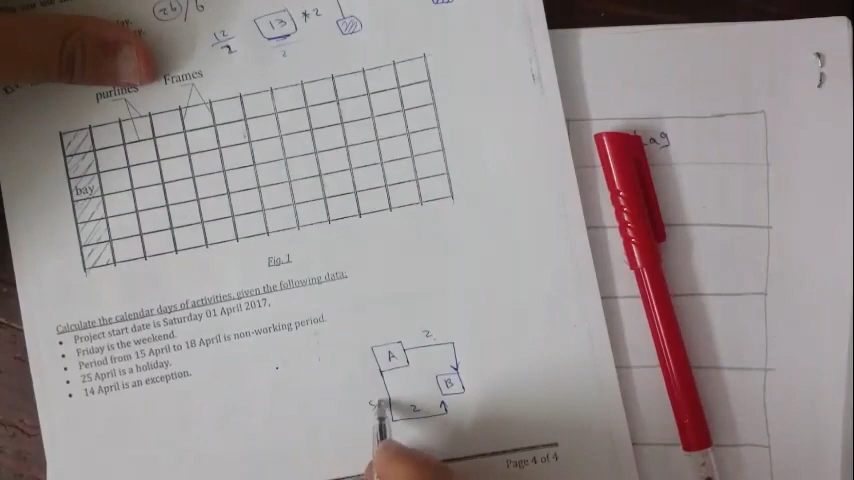 26/6
12/2
13 *2
2
purlines
Frames
bay
Fig. 1
Calculate the calendar days of activities, given the following data:
• Project start date is Saturday 01 April 2017,
• Friday is the weekend.
• Period from 15 April to 18 April is non-working period.
• 25 April is a holiday,
• 14 April is an exception.
A
2
B
2
Page 4 of 4
Lag